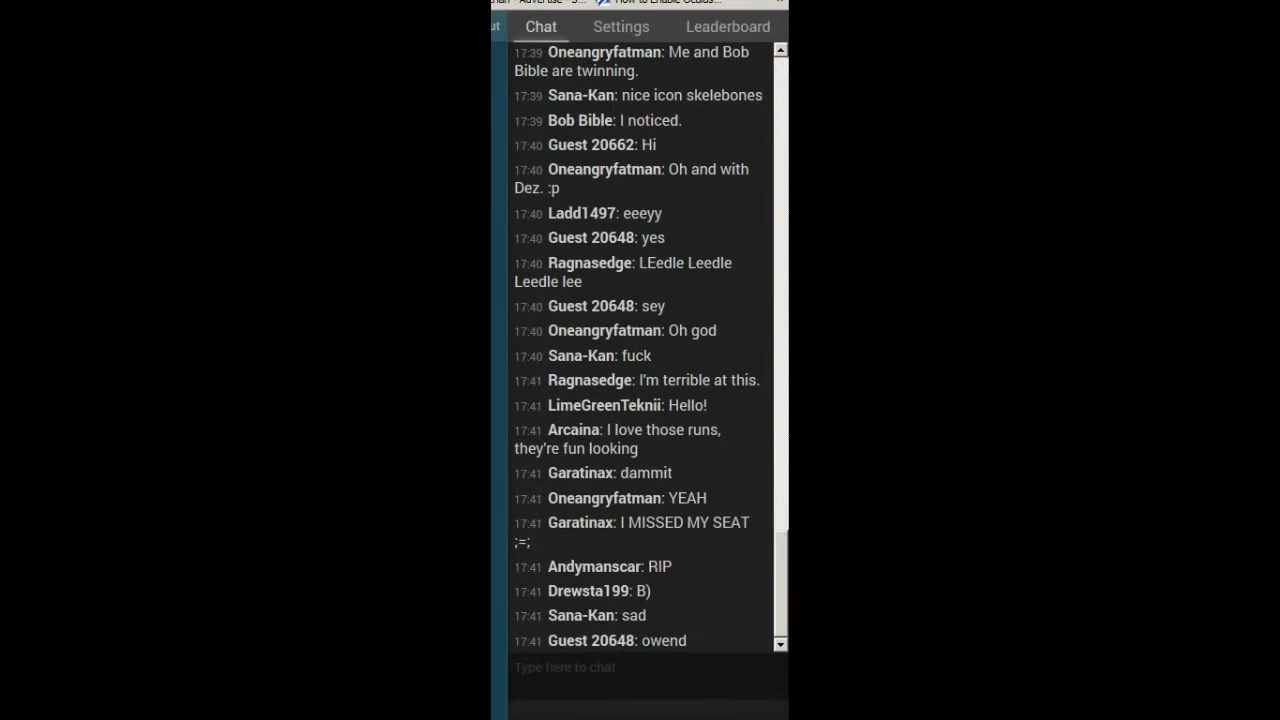 How to Enable Oculus...
ut Chat Settings Leaderboard
17:39 Oneangryfatman: Me and Bob
Bible are twinning.
17:39 Sana-Kan: nice icon skelebones
17:39 Bob Bible: I noticed.
17:40 Guest 20662: Hi
17:40 Oneangryfatman: Oh and with
Dez. :p
17:40 Ladd1497: eeeyy
17:40 Guest 20648: yes
17:40 Ragnasedge: LEedle Leedle
Leedle lee
17:40 Guest 20648: sey
17:40 Oneangryfatman: Oh god
17:40 Sana-Kan: fuck
17:41 Ragnasedge: I'm terrible at this.
17:41 LimeGreenTeknii: Hello!
17:41 Arcaina: I love those runs,
they're fun looking
17:41 Garatinax: dammit
17:41 Oneangryfatman: YEAH
17:41 Garatinax: I MISSED MY SEAT
;=;
17:41 Andymanscar: RIP
17:41 Drewsta199: B)
17:41 Sana-Kan: sad
17:41 Guest 20648: owend
Type here to chat